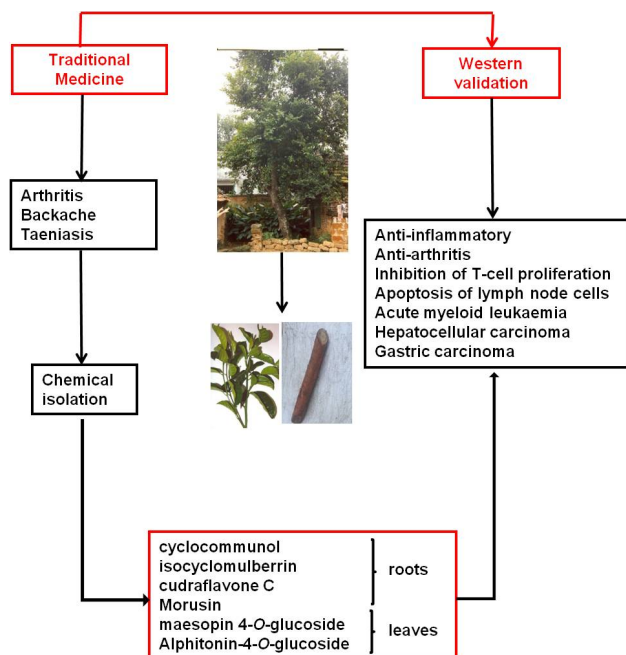 Traditional
Medicine
Western
validation
Arthritis
Backache
Taeniasis
Anti-inflammatory
Anti-arthritis
Inhibition of T-cell proliferation
Apoptosis of lymph node cells
Acute myeloid leukaemia
Hepatocellular carcinoma
Gastric carcinoma
Chemical
isolation
cyclocommunol
isocyclomulberrin
cudraflavone C
Morusin
roots
maesopin 4-O-glucoside
Alphitonin-4-O-glucoside
leaves